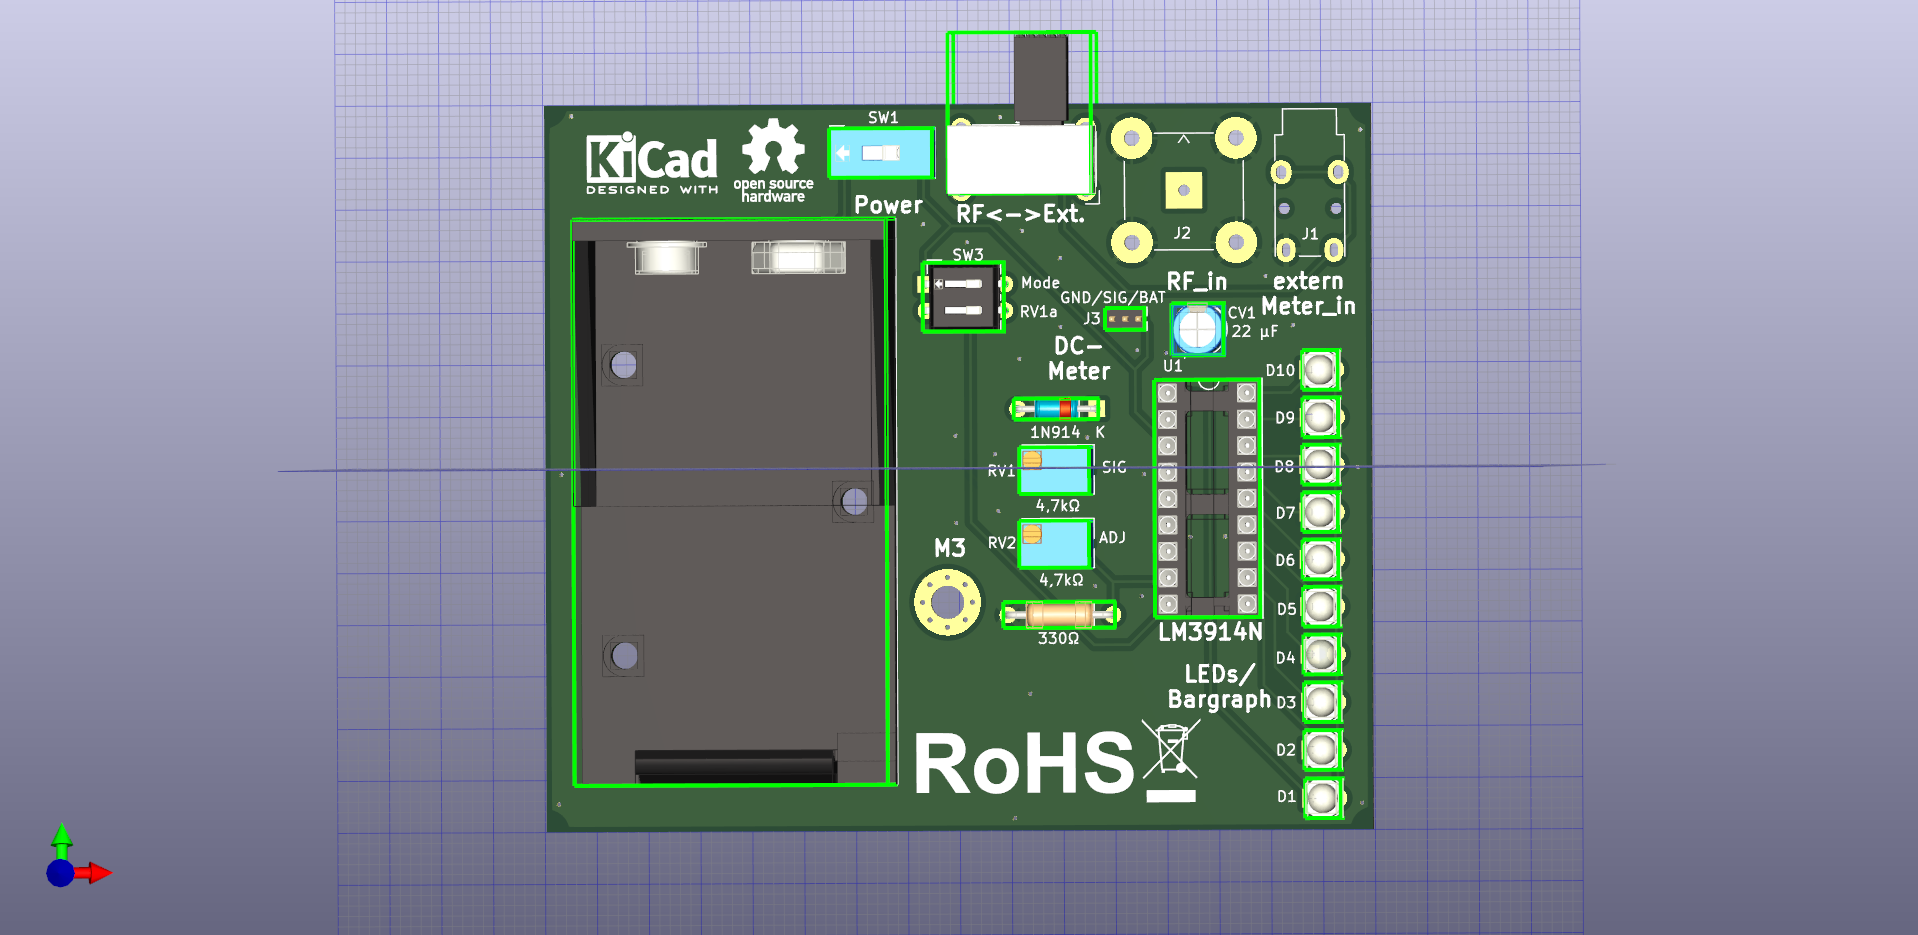 SW1
KiCad
DESIGNED WITH
open source
hardware
Power
RF<->Ext.
J2
J1
SW3
Mode
RV1a
RF_in
extern
Meter_in
GND/SIG/BAT
J3
CV1
22 µF
DC-
Meter
U1
D10
1N914 K
D9
RV1
SIG
D8
4,7kΩ
D7
RV2
ADJ
M3
D6
4,7kΩ
D5
330Ω
LM3914N
D4
LEDs/
Bargraph
D3
RoHS
D2
D1